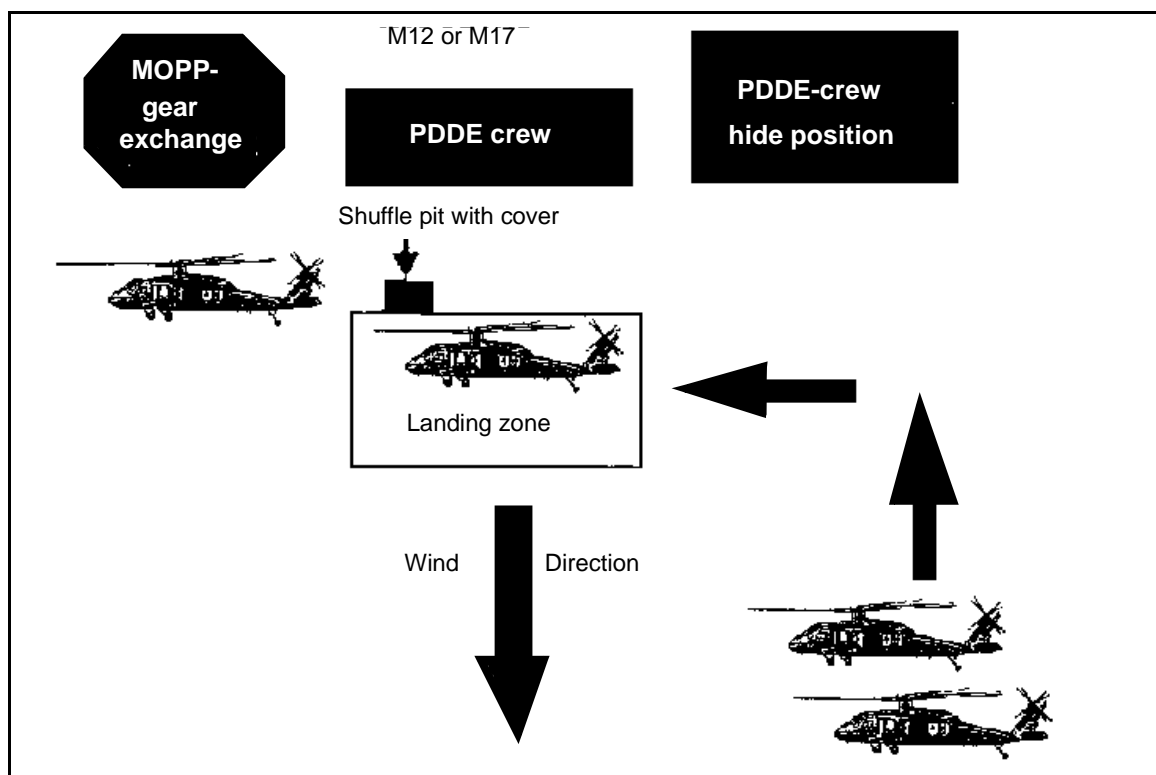 M12 or M17
MOPP-
gear
exchange
PDDE crew
PDDE-crew
hide position
Shuffle pit with cover
Landing zone
Wind Direction